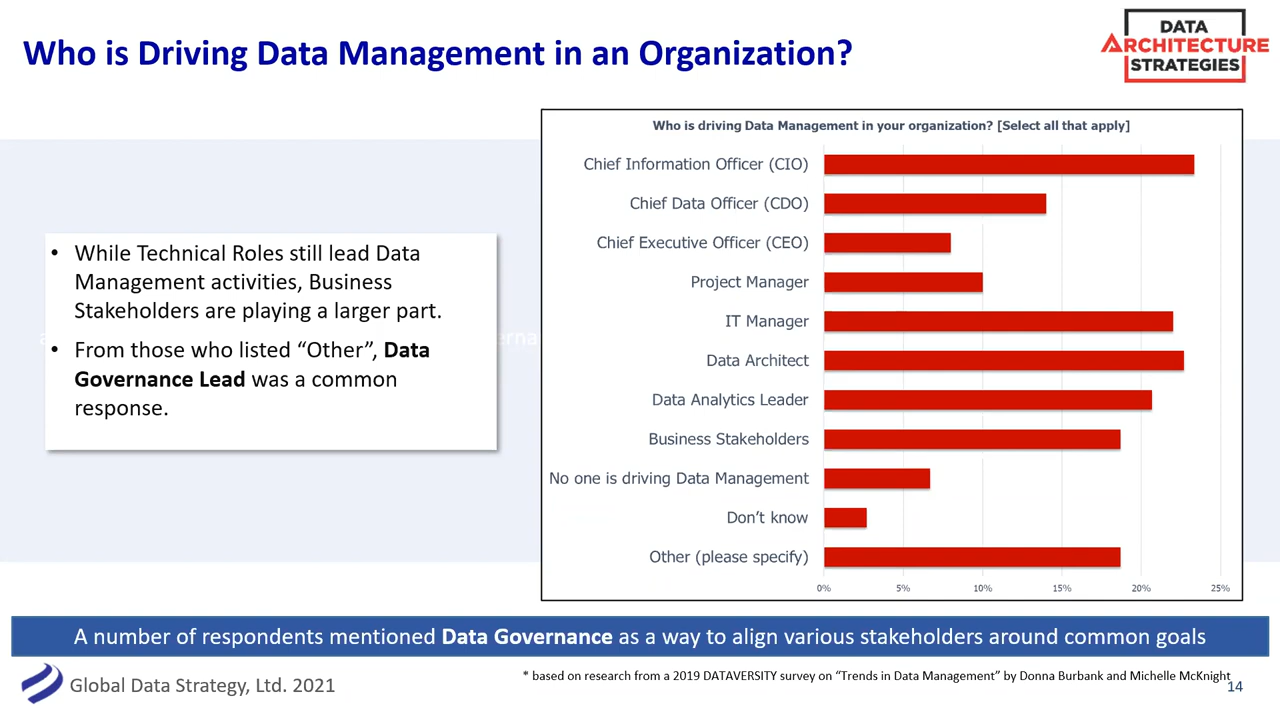 Who is Driving Data Management in an Organization?
DATA
ARCHITECTURE
STRATEGIES
• While Technical Roles still lead Data
Management activities, Business
Stakeholders are playing a larger part.
• From those who listed “Other”, Data
Governance Lead was a common
response.
Who is driving Data Management in your organization? [Select all that apply]
Chief Information Officer (CIO)
Chief Data Officer (CDO)
Chief Executive Officer (CEO)
Project Manager
IT Manager
Data Architect
Data Analytics Leader
Business Stakeholders
No one is driving Data Management
Don’t know
Other (please specify)
0% 5% 10% 15% 20% 25%
A number of respondents mentioned Data Governance as a way to align various stakeholders around common goals
* based on research from a 2019 DATAVERSITY survey on “Trends in Data Management” by Donna Burbank and Michelle McKnight
Global Data Strategy, Ltd. 2021
14